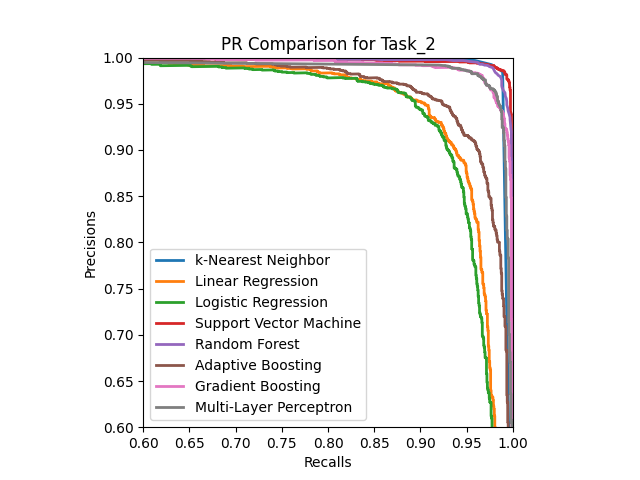 PR Comparison for Task_2
1.00
0.95
0.90
0.85
0.80
0.75
0.70
0.65
0.60
Precisions
k-Nearest Neighbor
Linear Regression
Logistic Regression
Support Vector Machine
Random Forest
Adaptive Boosting
Gradient Boosting
Multi-Layer Perceptron
0.60 0.65 0.70 0.75 0.80 0.85 0.90 0.95 1.00
Recalls